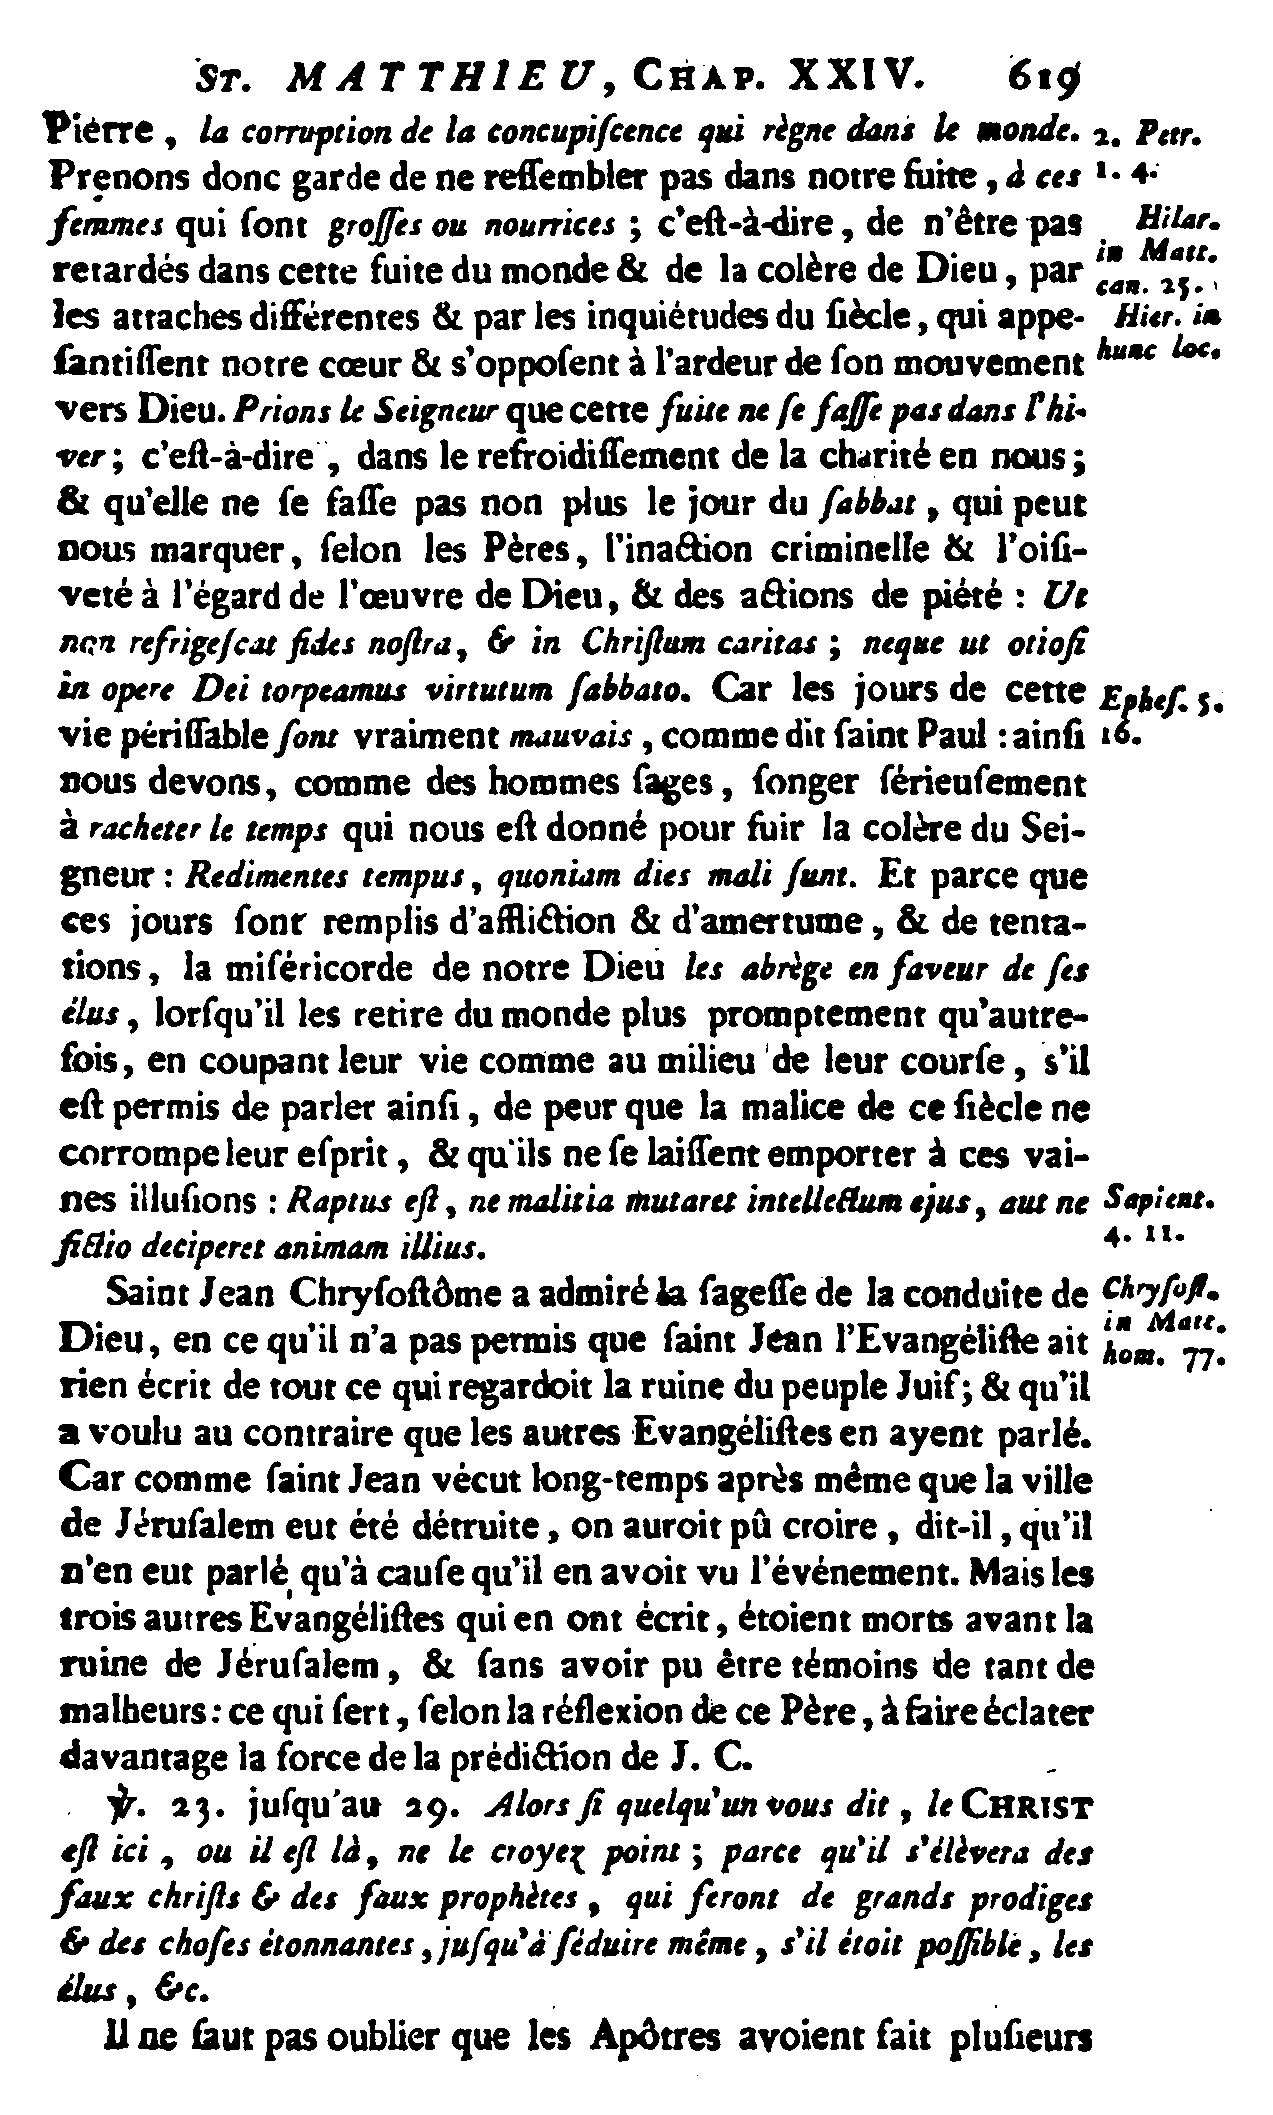 ST. MATTHIEU, CHAP. XXIV. 619
Pierre, la corruption de la concupiſcence qui règne dans le monde. 2. Petr.
Prenons donc garde de ne reſſembler pas dans notre fuite, à ces 1. 4.
femmes qui ſont groſſes ou nourrices ; c'eſt-à-dire, de n'être pas Hilar.
retardés dans cette fuite du monde & de la colère de Dieu, par in Matt.
can. 25.
les attaches différentes & par les inquiétudes du ſiècle, qui appe- Hier. in
ſantiſſent notre cœur & s'oppoſent à l'ardeur de ſon mouvement hunc loc.
vers Dieu. Prions le Seigneur que cette fuite ne ſe faſſe pas dans l'hi-
ver ; c'eſt-à-dire, dans le refroidiſſement de la charité en nous ;
& qu'elle ne ſe faſſe pas non plus le jour du ſabbat, qui peut
nous marquer, ſelon les Pères, l'inaction criminelle & l'oiſi-
veté à l'égard de l'œuvre de Dieu, & des actions de piété : Ut
non refrigeſcat fides noſtra, & in Chriſtum caritas ; neque ut otioſi
in opere Dei torpeamus virtutum ſabbato. Car les jours de cette Epheſ. 5.
vie périſſable ſont vraiment mauvais, comme dit ſaint Paul : ainſi 16.
nous devons, comme des hommes ſages, ſonger ſérieuſement
à racheter le temps qui nous eſt donné pour fuir la colère du Sei-
gneur : Redimentes tempus, quoniam dies mali ſunt. Et parce que
ces jours ſont remplis d'affliction & d'amertume, & de tenta-
tions, la miſéricorde de notre Dieu les abrège en faveur de ſes
élus, lorſqu'il les retire du monde plus promptement qu'autre-
fois, en coupant leur vie comme au milieu de leur courſe, s'il
eſt permis de parler ainſi, de peur que la malice de ce ſiècle ne
corrompe leur eſprit, & qu'ils ne ſe laiſſent emporter à ces vai-
nes illuſions : Raptus eſt, ne malitia mutaret intellectum ejus, aut ne Sapient.
fictio deciperet animam illius. 4. 11.
Saint Jean Chryſoſtôme a admiré la ſageſſe de la conduite de Chryſoſt.
Dieu, en ce qu'il n'a pas permis que ſaint Jean l'Evangéliſte ait in Matt.
hom. 77.
rien écrit de tout ce qui regardoit la ruine du peuple Juif ; & qu'il
a voulu au contraire que les autres Evangéliſtes en ayent parlé.
Car comme ſaint Jean vécut long-temps après même que la ville
de Jéruſalem eut été détruite, on auroit pû croire, dit-il, qu'il
n'en eut parlé qu'à cauſe qu'il en avoit vu l'événement. Mais les
trois autres Evangéliſtes qui en ont écrit, étoient morts avant la
ruine de Jéruſalem, & ſans avoir pu être témoins de tant de
malheurs : ce qui ſert, ſelon la réflexion de ce Père, à faire éclater
davantage la force de la prédiction de J. C.
℣. 23. juſqu'au 29. Alors ſi quelqu'un vous dit, le CHRIST
eſt ici, ou il eſt là, ne le croyez point ; parce qu'il s'élèvera des
faux chriſts & des faux prophètes, qui feront de grands prodiges
& des choſes étonnantes, juſqu'à ſéduire même, s'il étoit poſſible, les
élus, &c.
Il ne faut pas oublier que les Apôtres avoient fait pluſieurs